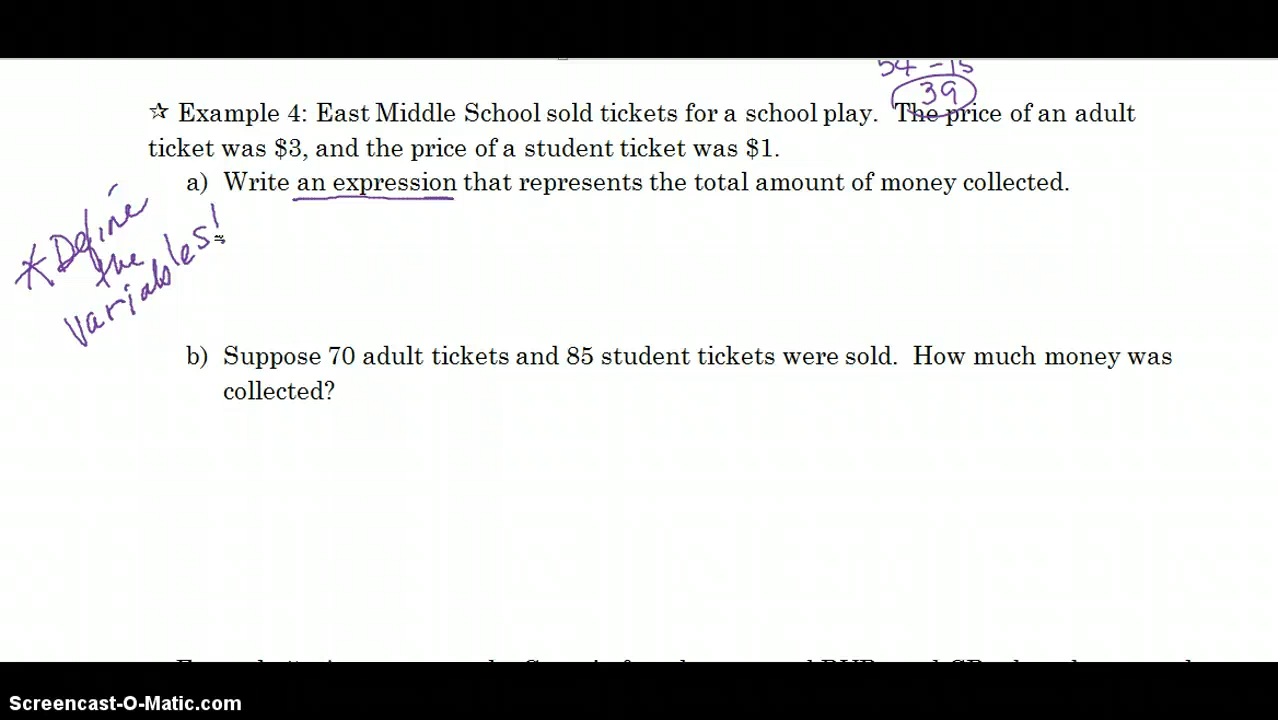 54 - 15
39
☆ Example 4: East Middle School sold tickets for a school play. The price of an adult
ticket was $3, and the price of a student ticket was $1.
a) Write an expression that represents the total amount of money collected.
* Define
the
variables!
b) Suppose 70 adult tickets and 85 student tickets were sold. How much money was
collected?
Screencast-O-Matic.com